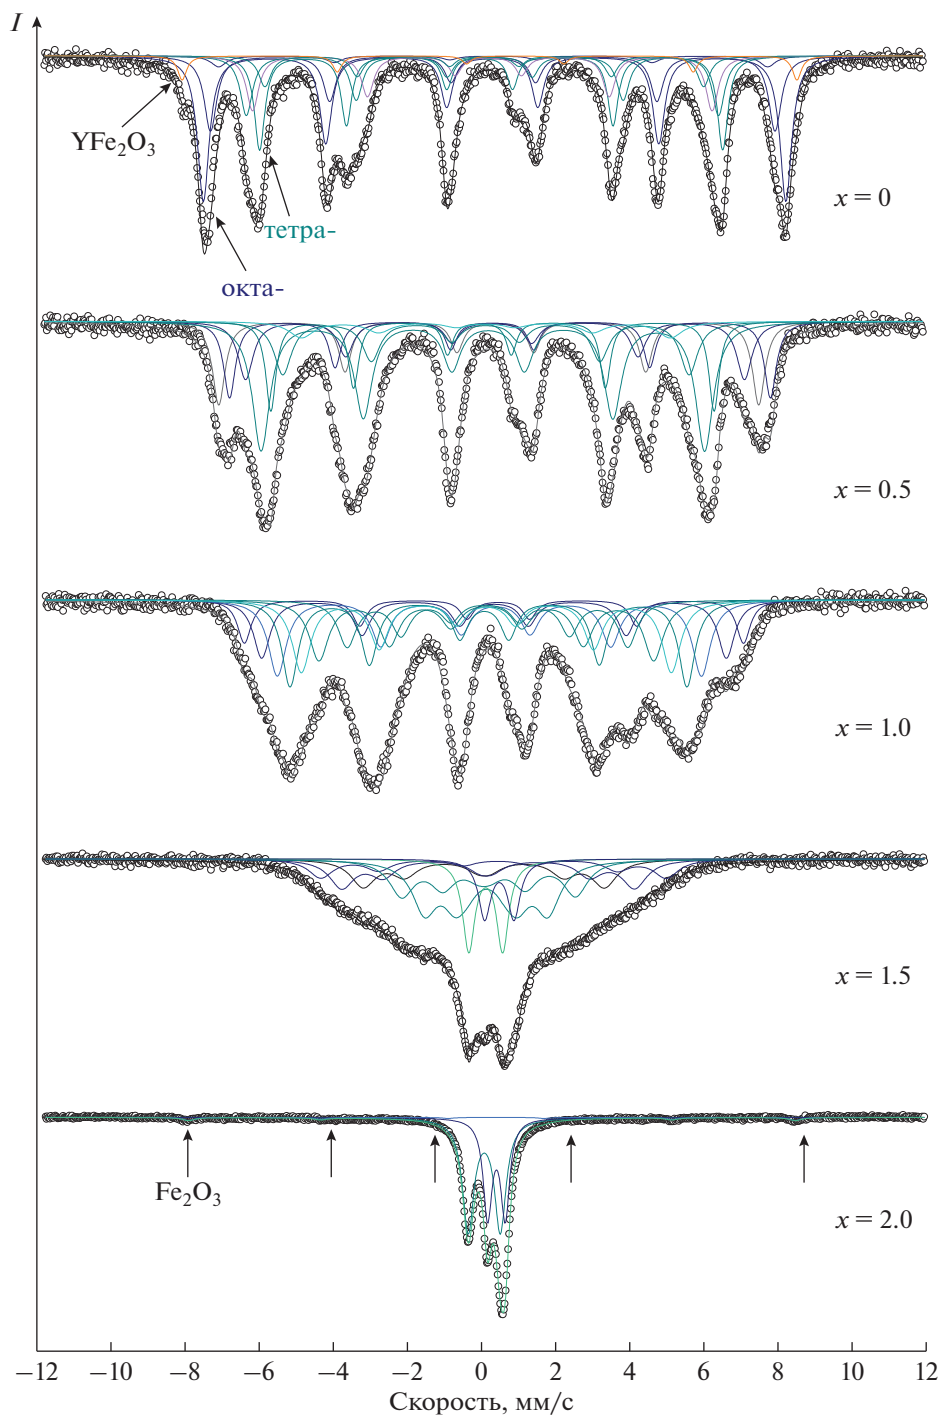 I
YFe₂O₃
x = 0
тетра-
окта-
x = 0.5
x = 1.0
x = 1.5
Fe₂O₃
x = 2.0
−12 −10 −8 −6 −4 −2 0 2 4 6 8 10 12
Скорость, мм/с